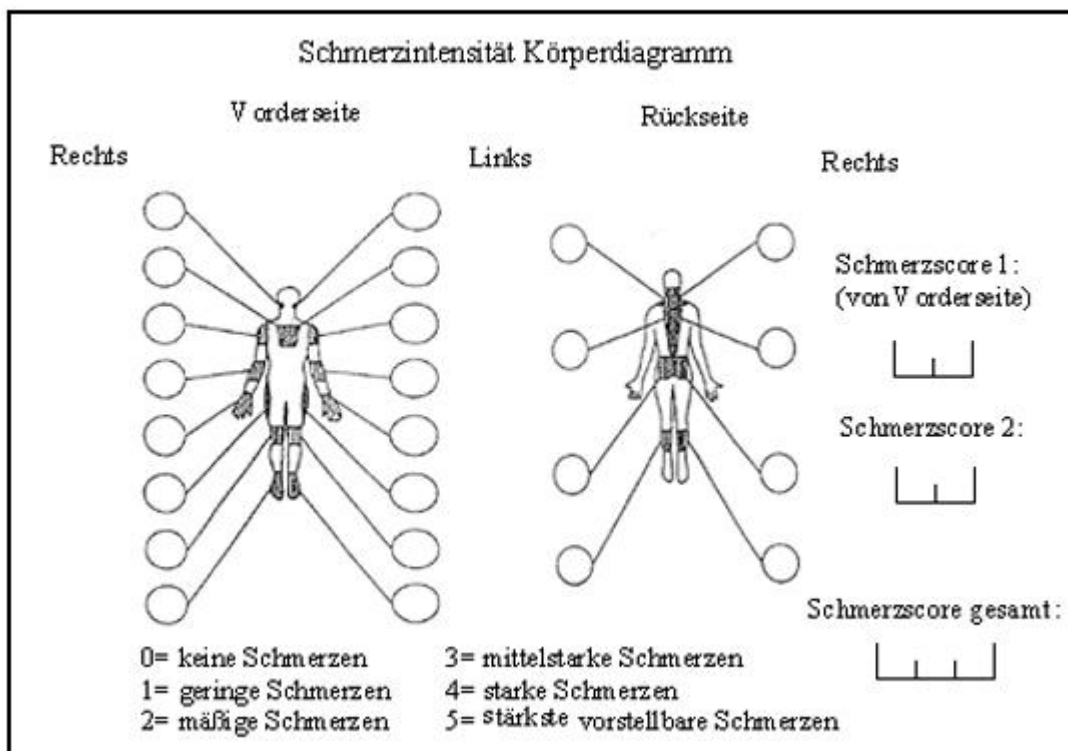 Schmerzintensität Körperdiagramm
Vorderseite
Rückseite
Rechts
Links
Rechts
Schmerzscore 1:
(von Vorderseite)
Schmerzscore 2:
Schmerzscore gesamt:
0= keine Schmerzen
3= mittelstarke Schmerzen
1= geringe Schmerzen
4= starke Schmerzen
2= mäßige Schmerzen
5= stärkste vorstellbare Schmerzen